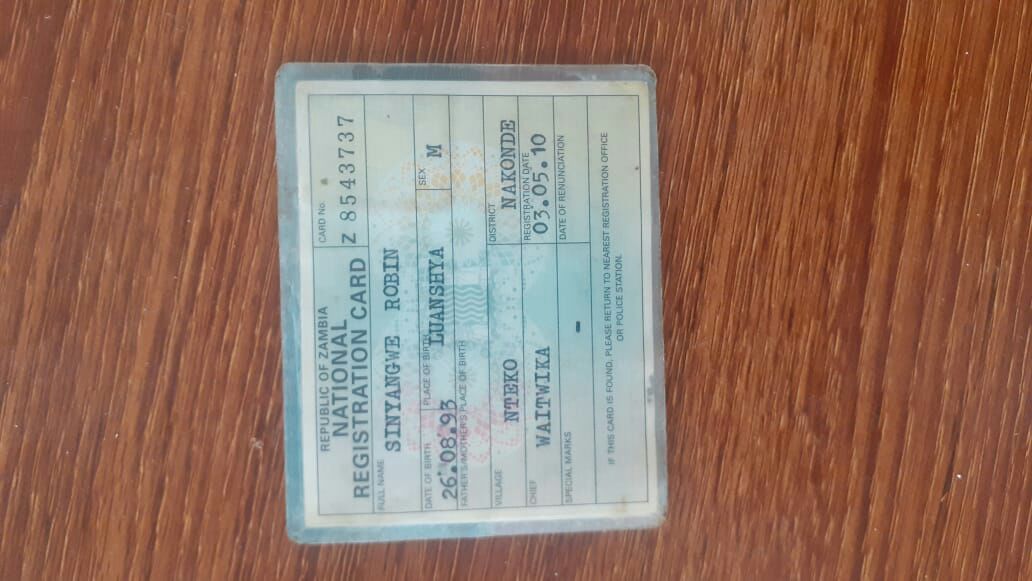 REPUBLIC OF ZAMBIA
NATIONAL
REGISTRATION CARD
CARD No.
Z 8543737
FULL NAME
SINYANGWE ROBIN
DATE OF BIRTH
26.08.93
PLACE OF BIRTH
LUANSHYA
SEX
M
FATHER'S/MOTHER'S PLACE OF BIRTH
VILLAGE
NTEKO
DISTRICT
NAKONDE
CHIEF
WAITWIKA
REGISTRATION DATE
03.05.10
SPECIAL MARKS
-
DATE OF RENUNCIATION
IF THIS CARD IS FOUND, PLEASE RETURN TO NEAREST REGISTRATION OFFICE
OR POLICE STATION.